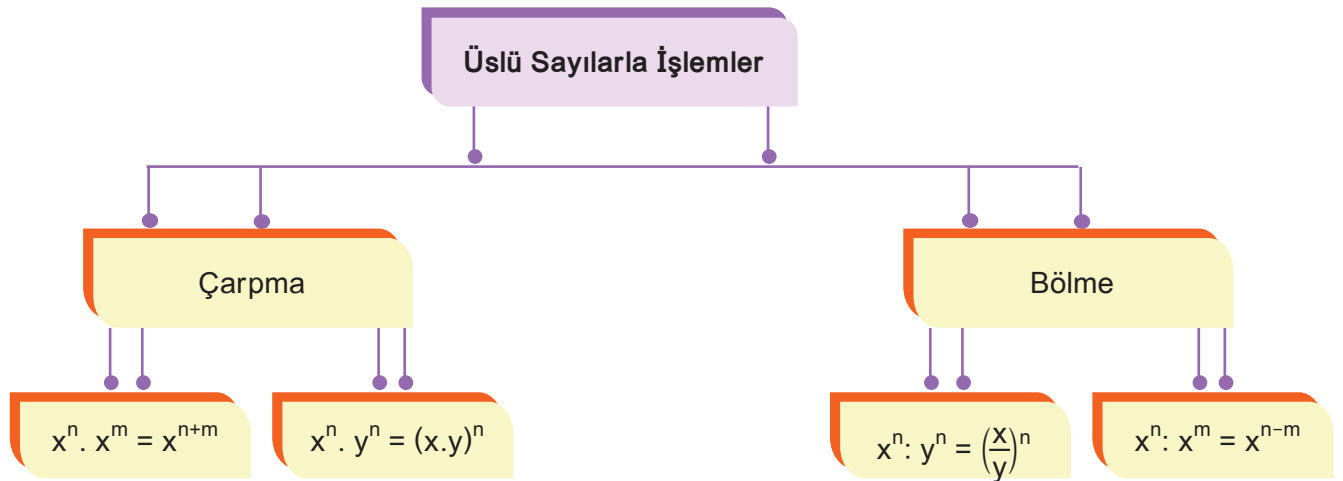 Üslü Sayılarla İşlemler
Çarpma
Bölme
xⁿ. xᵐ = xⁿ⁺ᵐ
xⁿ. yⁿ = (x.y)ⁿ
xⁿ: yⁿ = (x/y)ⁿ
xⁿ: xᵐ = xⁿ⁻ᵐ